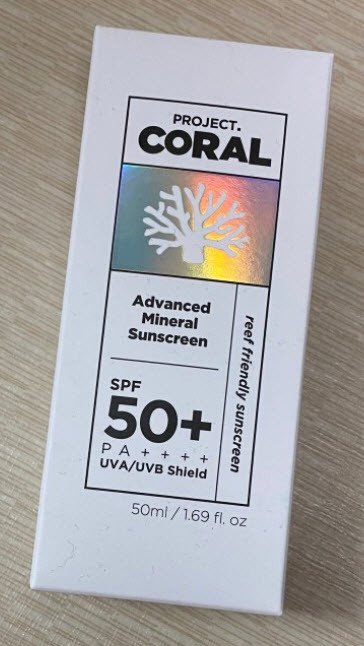 PROJECT.
CORAL
Advanced
Mineral
Sunscreen
reef friendly sunscreen
SPF
50+
PA++++
UVA/UVB Shield
50ml / 1.69 fl. oz